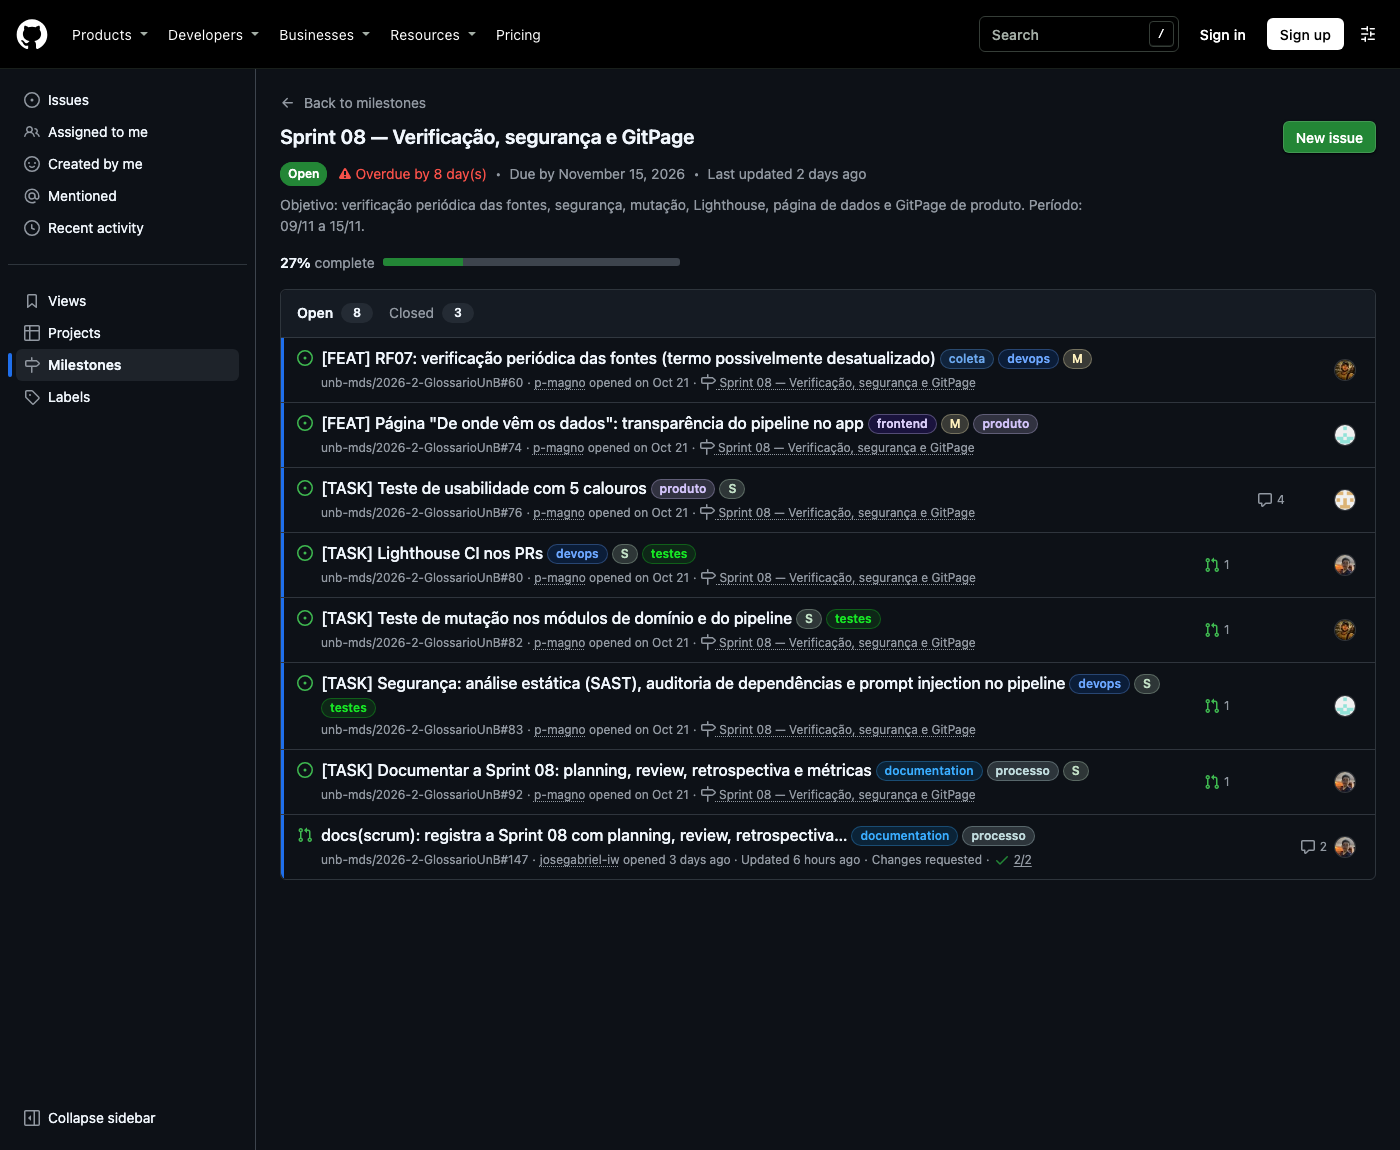 Products Developers Businesses Resources Pricing Search / Sign in Sign up
Issues
Assigned to me
Created by me
Mentioned
Recent activity
Views
Projects
Milestones
Labels
Collapse sidebar
Back to milestones
Sprint 08 — Verificação, segurança e GitPage
New issue
Open Overdue by 8 day(s) • Due by November 15, 2026 • Last updated 2 days ago
Objetivo: verificação periódica das fontes, segurança, mutação, Lighthouse, página de dados e GitPage de produto. Período:
09/11 a 15/11.
27% complete
Open 8 Closed 3
[FEAT] RF07: verificação periódica das fontes (termo possivelmente desatualizado) coleta devops M
unb-mds/2026-2-GlossarioUnB#60 · p-magno opened on Oct 21 · Sprint 08 — Verificação, segurança e GitPage
[FEAT] Página "De onde vêm os dados": transparência do pipeline no app frontend M produto
unb-mds/2026-2-GlossarioUnB#74 · p-magno opened on Oct 21 · Sprint 08 — Verificação, segurança e GitPage
[TASK] Teste de usabilidade com 5 calouros produto S
unb-mds/2026-2-GlossarioUnB#76 · p-magno opened on Oct 21 · Sprint 08 — Verificação, segurança e GitPage
4
[TASK] Lighthouse CI nos PRs devops S testes
unb-mds/2026-2-GlossarioUnB#80 · p-magno opened on Oct 21 · Sprint 08 — Verificação, segurança e GitPage
1
[TASK] Teste de mutação nos módulos de domínio e do pipeline S testes
unb-mds/2026-2-GlossarioUnB#82 · p-magno opened on Oct 21 · Sprint 08 — Verificação, segurança e GitPage
1
[TASK] Segurança: análise estática (SAST), auditoria de dependências e prompt injection no pipeline devops S
testes
unb-mds/2026-2-GlossarioUnB#83 · p-magno opened on Oct 21 · Sprint 08 — Verificação, segurança e GitPage
1
[TASK] Documentar a Sprint 08: planning, review, retrospectiva e métricas documentation processo S
unb-mds/2026-2-GlossarioUnB#92 · p-magno opened on Oct 21 · Sprint 08 — Verificação, segurança e GitPage
1
docs(scrum): registra a Sprint 08 com planning, review, retrospectiva... documentation processo
unb-mds/2026-2-GlossarioUnB#147 · josegabriel-iw opened 3 days ago · Updated 6 hours ago · Changes requested · 2/2
2